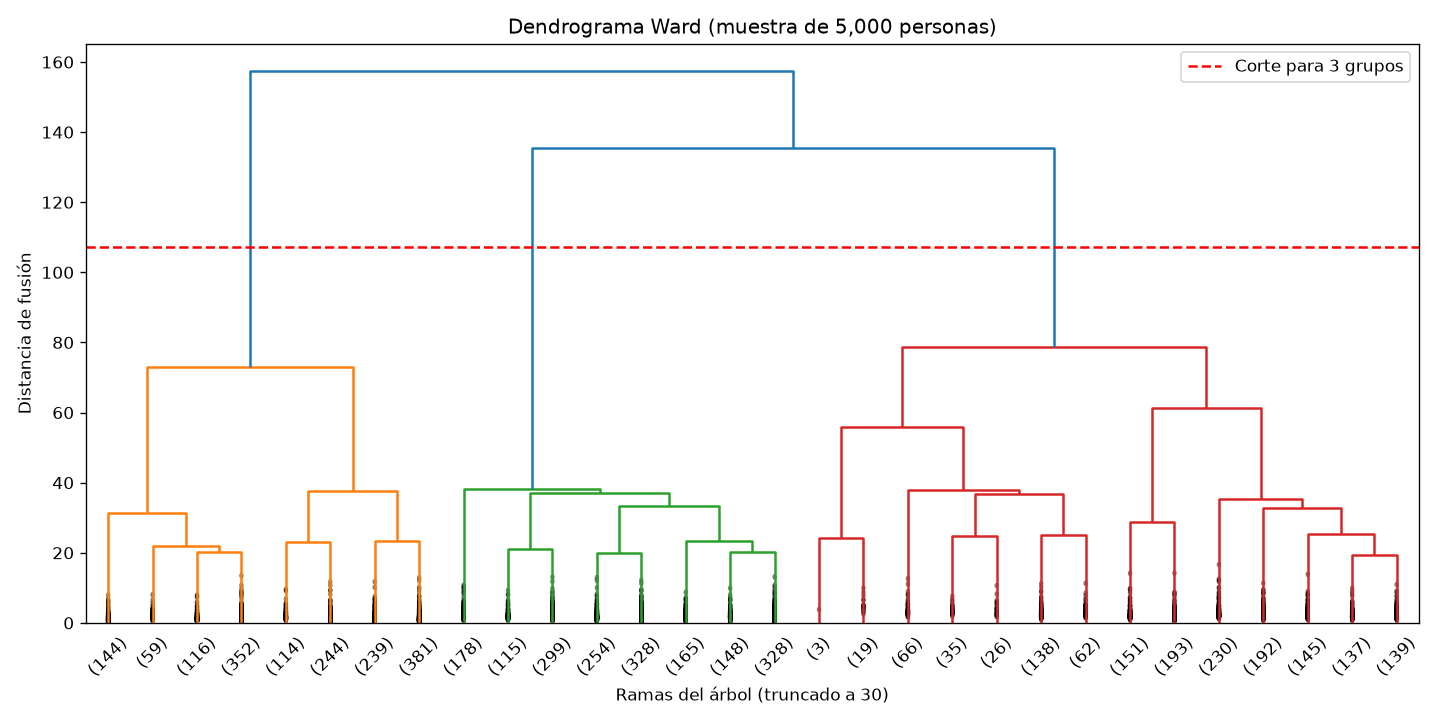 Dendrograma Ward (muestra de 5,000 personas)
Corte para 3 grupos
Distancia de fusión
160
140
120
100
80
60
40
20
0
(144) (59) (116) (352) (114) (244) (239) (381) (178) (115) (299) (254) (328) (165) (148) (328) (3) (19) (66) (35) (26) (138) (62) (151) (193) (230) (192) (145) (137) (139)
Ramas del árbol (truncado a 30)